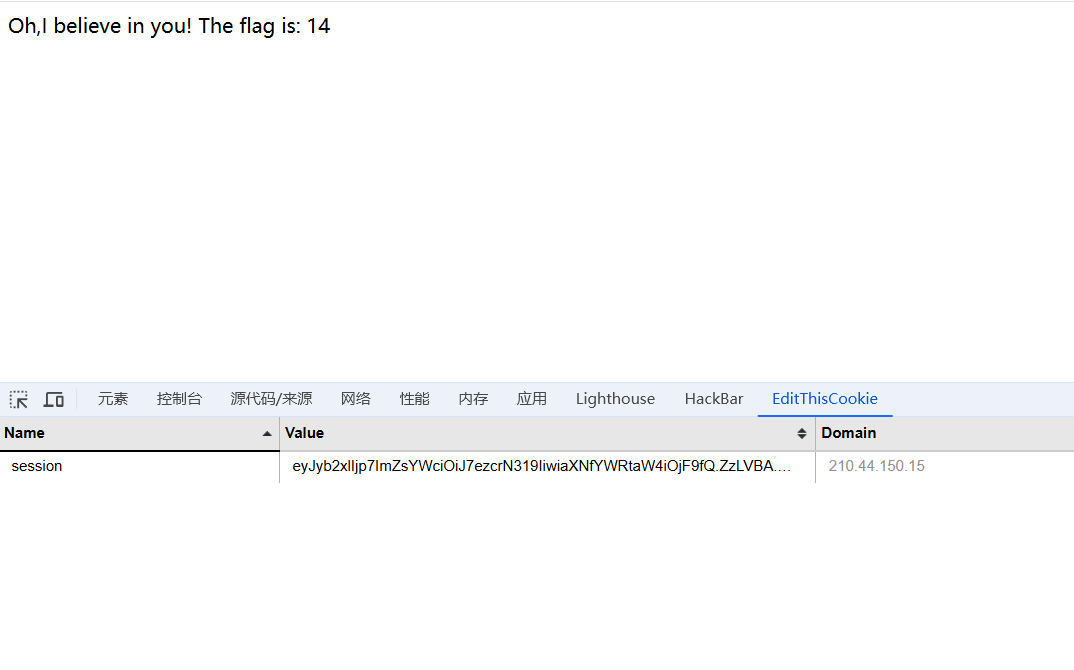 Oh,I believe in you! The flag is: 14
元素 控制台 源代码/来源 网络 性能 内存 应用 Lighthouse HackBar EditThisCookie
Name Value Domain
session eyJyb2xlIjp7ImZsYWciOiJ7ezcrN319IiwiaXNfYWRtaW4iOjF9fQ.ZzLVBA.… 210.44.150.15